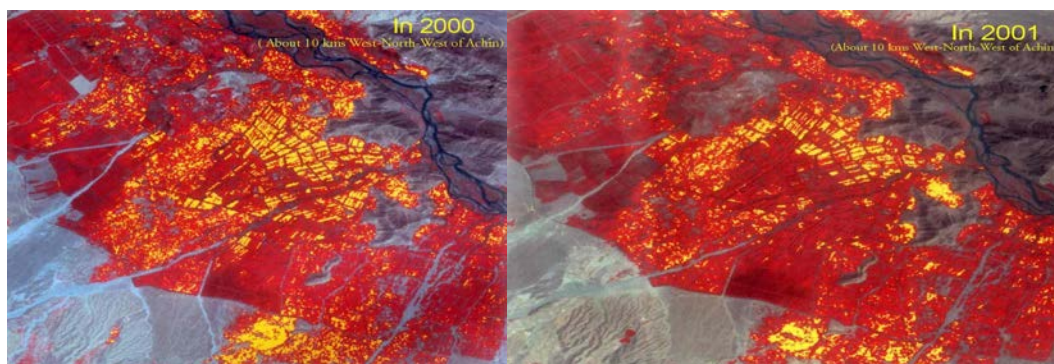 In 2000
( About 10 kms West-North-West of Achin)
In 2001
(About 10 kms West-North-West of Achin)